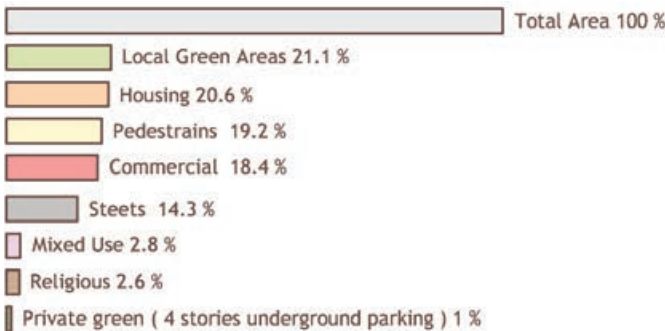 Total Area 100 %
Local Green Areas 21.1 %
Housing 20.6 %
Pedestrains 19.2 %
Commercial 18.4 %
Steets 14.3 %
Mixed Use 2.8 %
Religious 2.6 %
Private green ( 4 stories underground parking ) 1 %